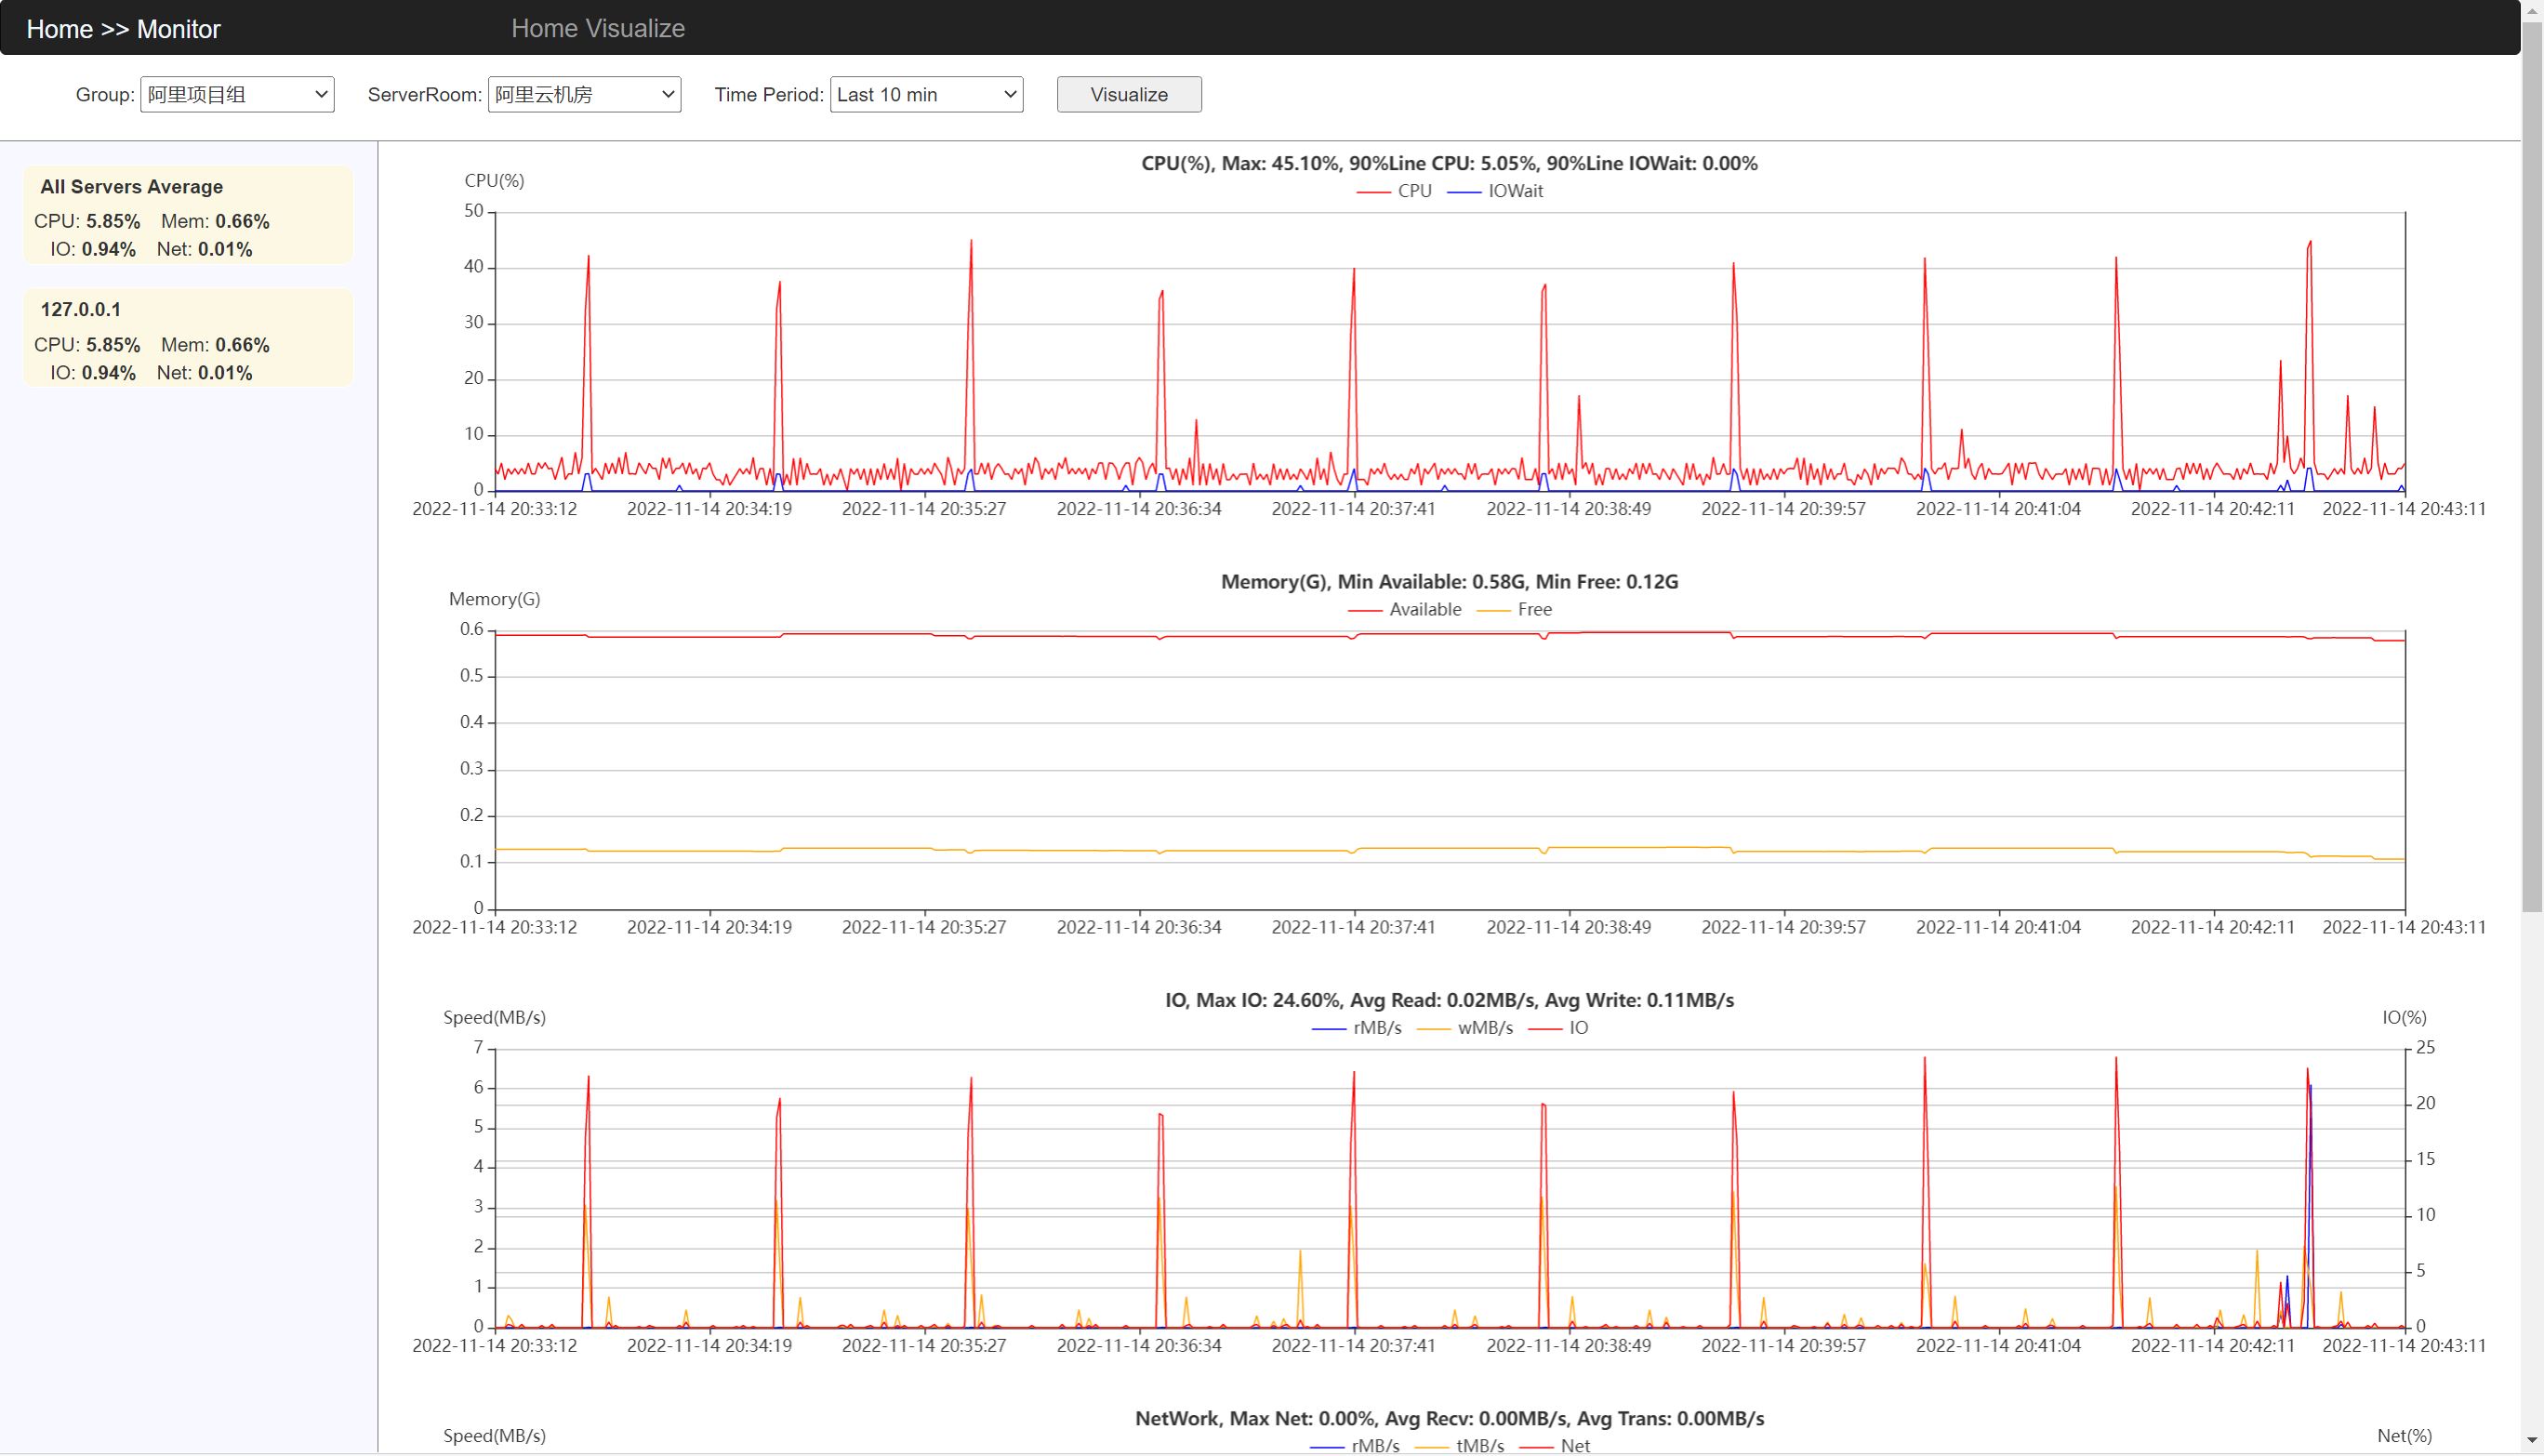 Home >> Monitor Home Visualize
Group: 阿里项目组 ServerRoom: 阿里云机房 Time Period: Last 10 min Visualize
All Servers Average
CPU: 5.85% Mem: 0.66%
IO: 0.94% Net: 0.01%
127.0.0.1
CPU: 5.85% Mem: 0.66%
IO: 0.94% Net: 0.01%
CPU(%), Max: 45.10%, 90%Line CPU: 5.05%, 90%Line IOWait: 0.00%
CPU(%)
CPU IOWait
50
40
30
20
10
0
2022-11-14 20:33:12 2022-11-14 20:34:19 2022-11-14 20:35:27 2022-11-14 20:36:34 2022-11-14 20:37:41 2022-11-14 20:38:49 2022-11-14 20:39:57 2022-11-14 20:41:04 2022-11-14 20:42:11 2022-11-14 20:43:11
Memory(G), Min Available: 0.58G, Min Free: 0.12G
Memory(G)
Available Free
0.6
0.5
0.4
0.3
0.2
0.1
0
2022-11-14 20:33:12 2022-11-14 20:34:19 2022-11-14 20:35:27 2022-11-14 20:36:34 2022-11-14 20:37:41 2022-11-14 20:38:49 2022-11-14 20:39:57 2022-11-14 20:41:04 2022-11-14 20:42:11 2022-11-14 20:43:11
IO, Max IO: 24.60%, Avg Read: 0.02MB/s, Avg Write: 0.11MB/s
Speed(MB/s) IO(%)
rMB/s wMB/s IO
7 25
6
20
5
4 15
3
10
2
1 5
0 0
2022-11-14 20:33:12 2022-11-14 20:34:19 2022-11-14 20:35:27 2022-11-14 20:36:34 2022-11-14 20:37:41 2022-11-14 20:38:49 2022-11-14 20:39:57 2022-11-14 20:41:04 2022-11-14 20:42:11 2022-11-14 20:43:11
NetWork, Max Net: 0.00%, Avg Recv: 0.00MB/s, Avg Trans: 0.00MB/s
Speed(MB/s) Net(%)
rMB/s tMB/s Net